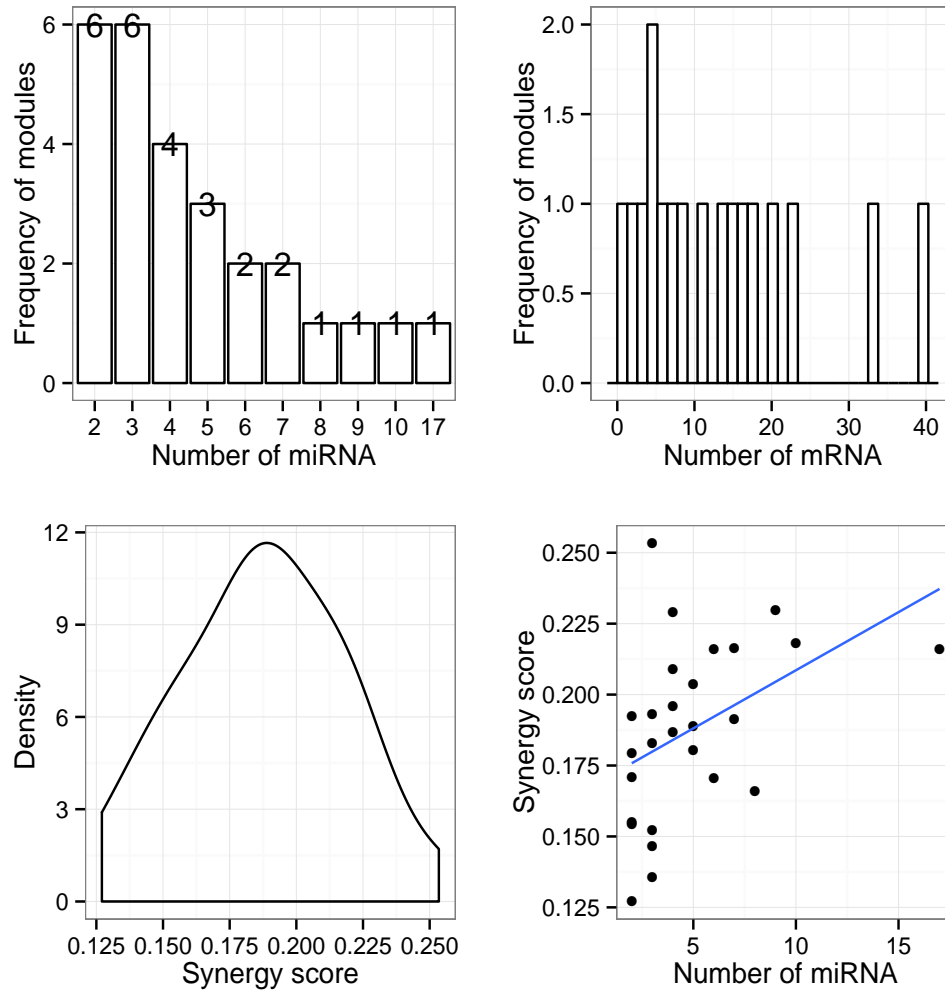 Frequency of modules
6
4
2
0
6 6 4 3 2 2 1 1 1 1
2 3 4 5 6 7 8 9 10 17
Number of miRNA
Frequency of modules
2.0
1.5
1.0
0.5
0.0
0 10 20 30 40
Number of mRNA
Density
12
9
6
3
0
0.125 0.150 0.175 0.200 0.225 0.250
Synergy score
Synergy score
0.250
0.225
0.200
0.175
0.150
0.125
5 10 15
Number of miRNA